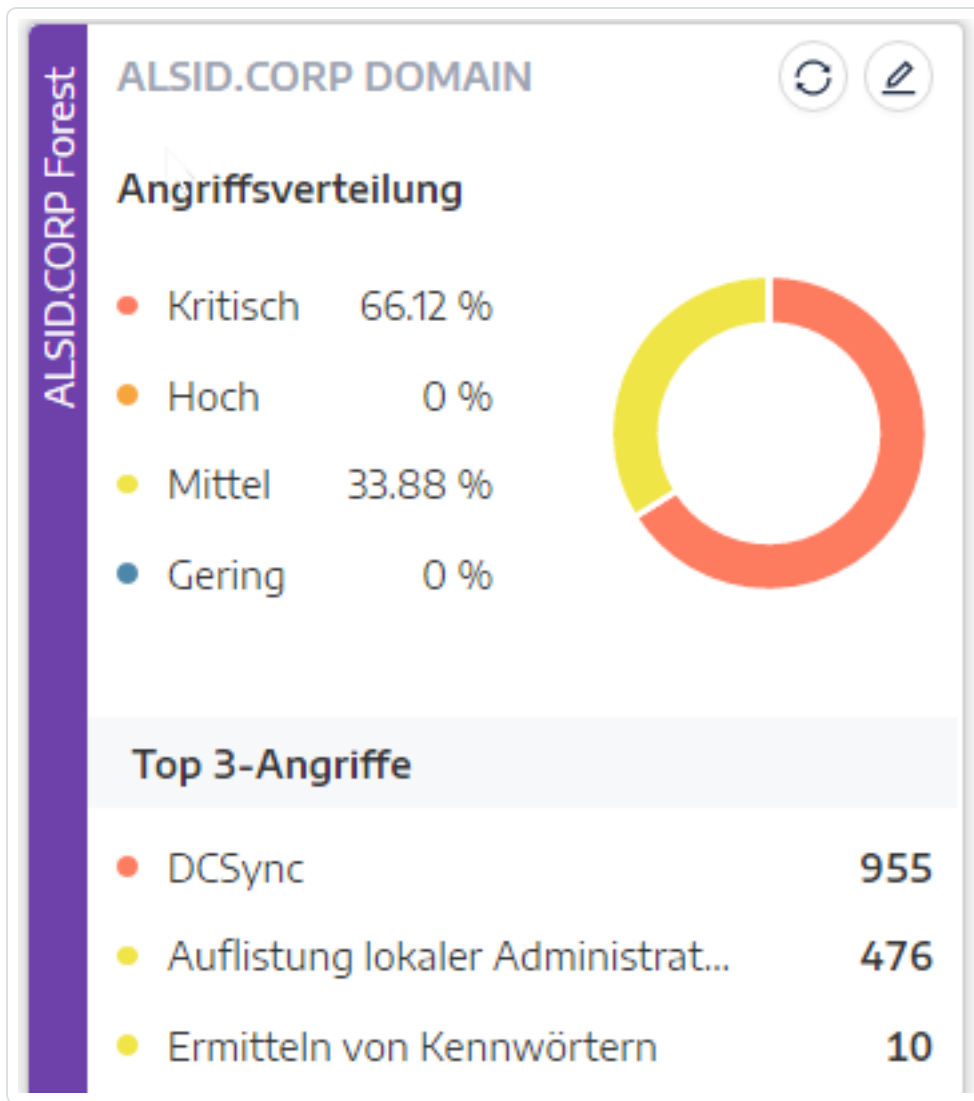 ALSID.CORP Forest
ALSID.CORP DOMAIN
Angriffsverteilung
Kritisch 66.12 %
Hoch 0 %
Mittel 33.88 %
Gering 0 %
Top 3-Angriffe
DCSync 955
Auflistung lokaler Administrat... 476
Ermitteln von Kennwörtern 10